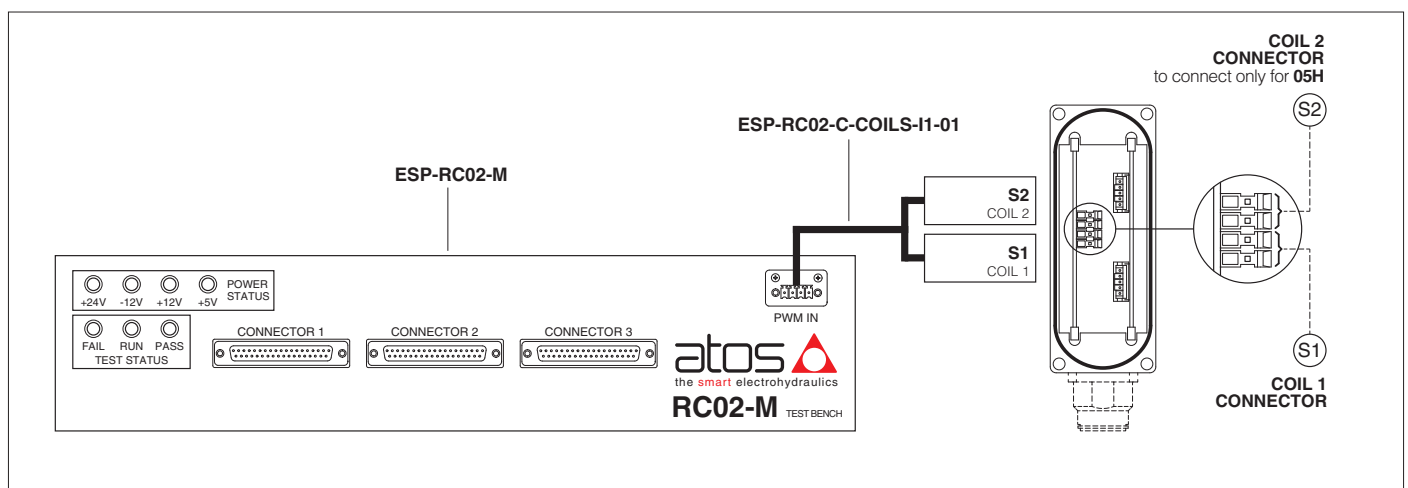 COIL 2
CONNECTOR
to connect only for 05H
S2
ESP-RC02-C-COILS-I1-01
ESP-RC02-M
S2
COIL 2
S1
COIL 1
POWER
STATUS
+24V -12V +12V +5V
FAIL RUN PASS
TEST STATUS
CONNECTOR 1
CONNECTOR 2
CONNECTOR 3
PWM IN
atos
the smart electrohydraulics
RC02-M TEST BENCH
S1
COIL 1
CONNECTOR